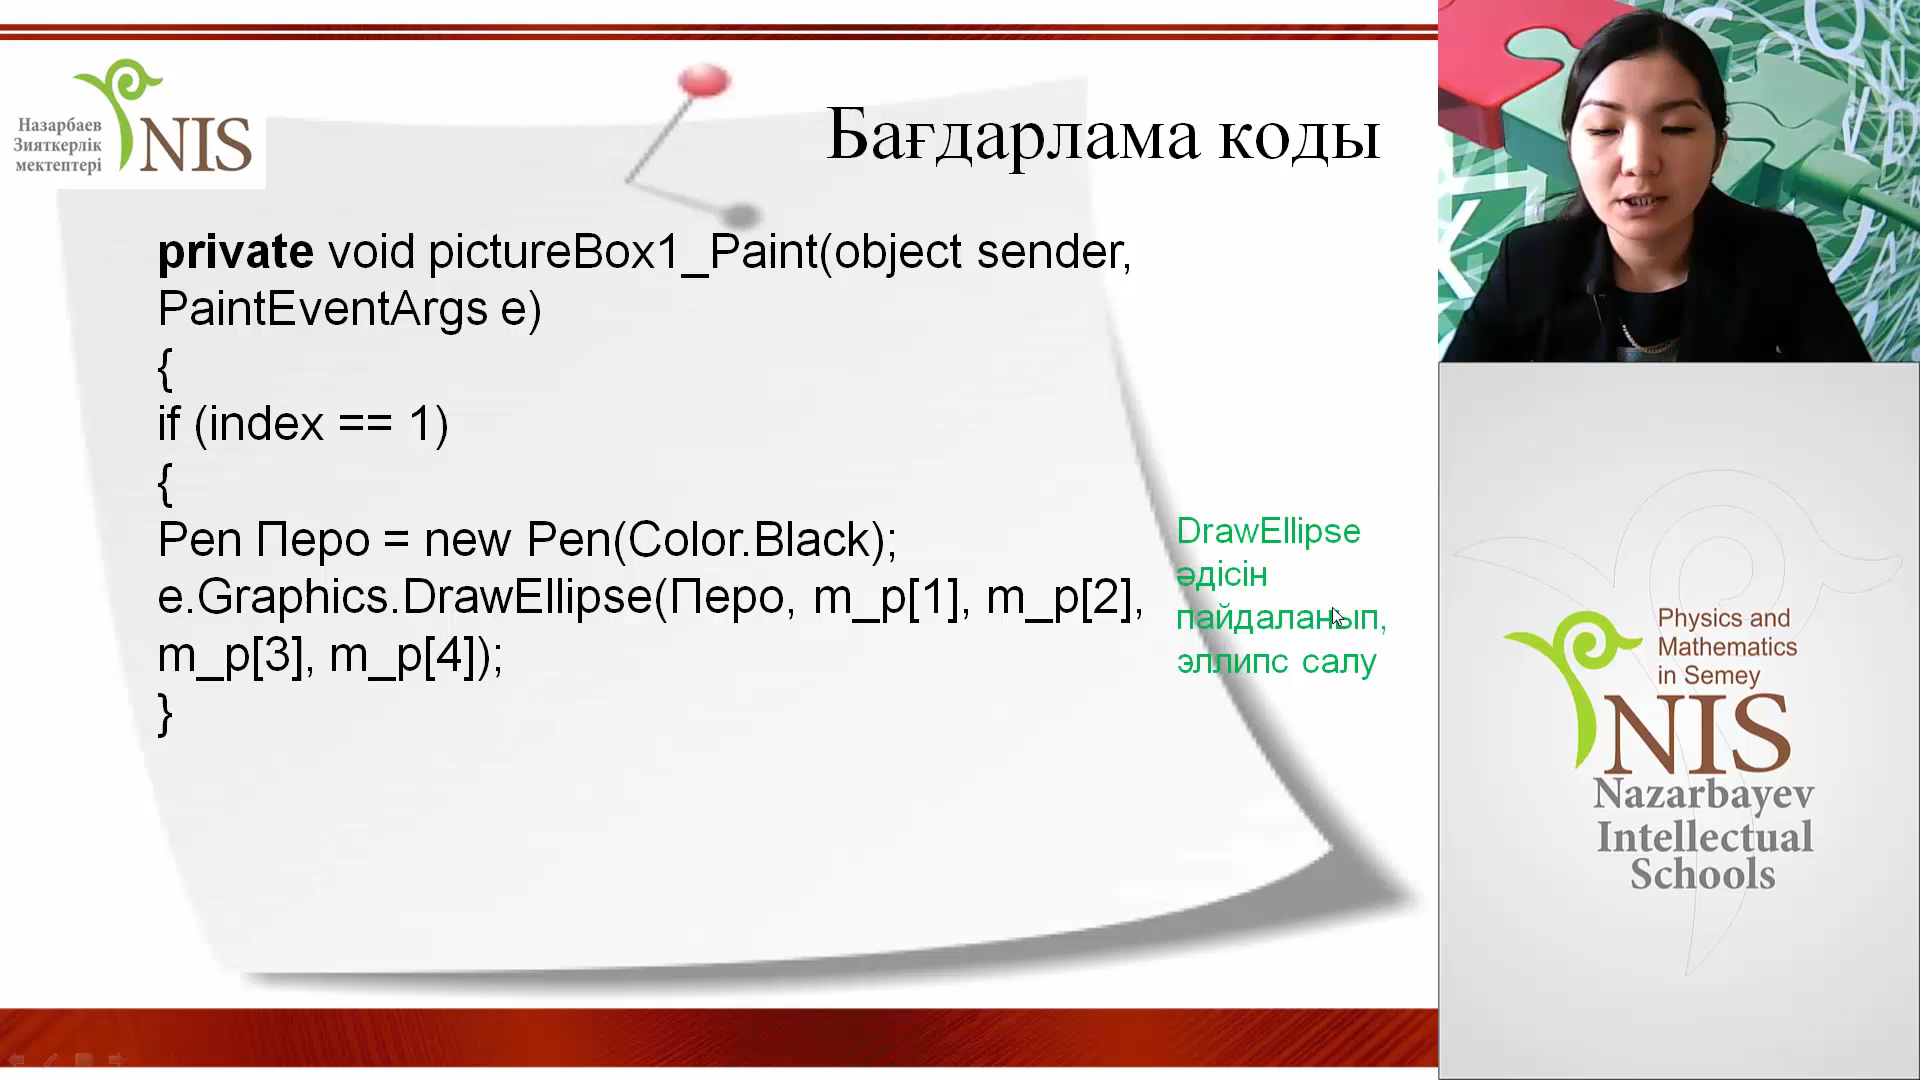 Назарбаев
Зияткерлік
мектептері
NIS
Бағдарлама коды
private void pictureBox1_Paint(object sender,
PaintEventArgs e)
{
if (index == 1)
{
Pen Перо = new Pen(Color.Black);
e.Graphics.DrawEllipse(Перо, m_p[1], m_p[2],
m_p[3], m_p[4]);
}
DrawEllipse
әдісін
пайдаланып,
эллипс салу
Physics and
Mathematics
in Semey
NIS
Nazarbayev
Intellectual
Schools